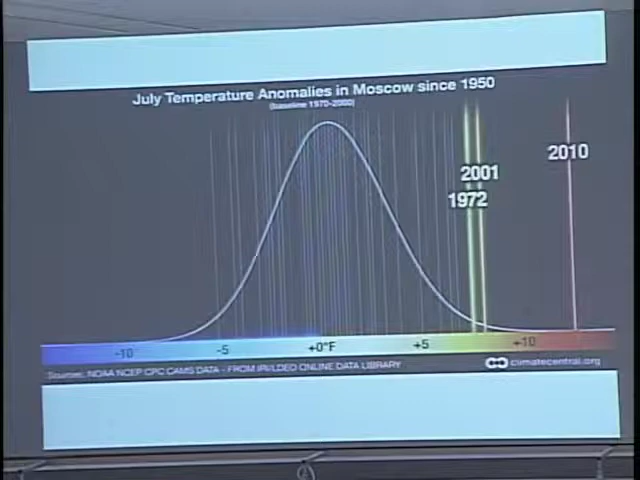 July Temperature Anomalies in Moscow since 1950
(baseline 1970-2000)
2010
2001
1972
-10 -5 +0°F +5 +10
Sources: NOAA NCEP CPC CAMS DATA - FROM IRI/LDEO ONLINE DATA LIBRARY
climatecentral.org